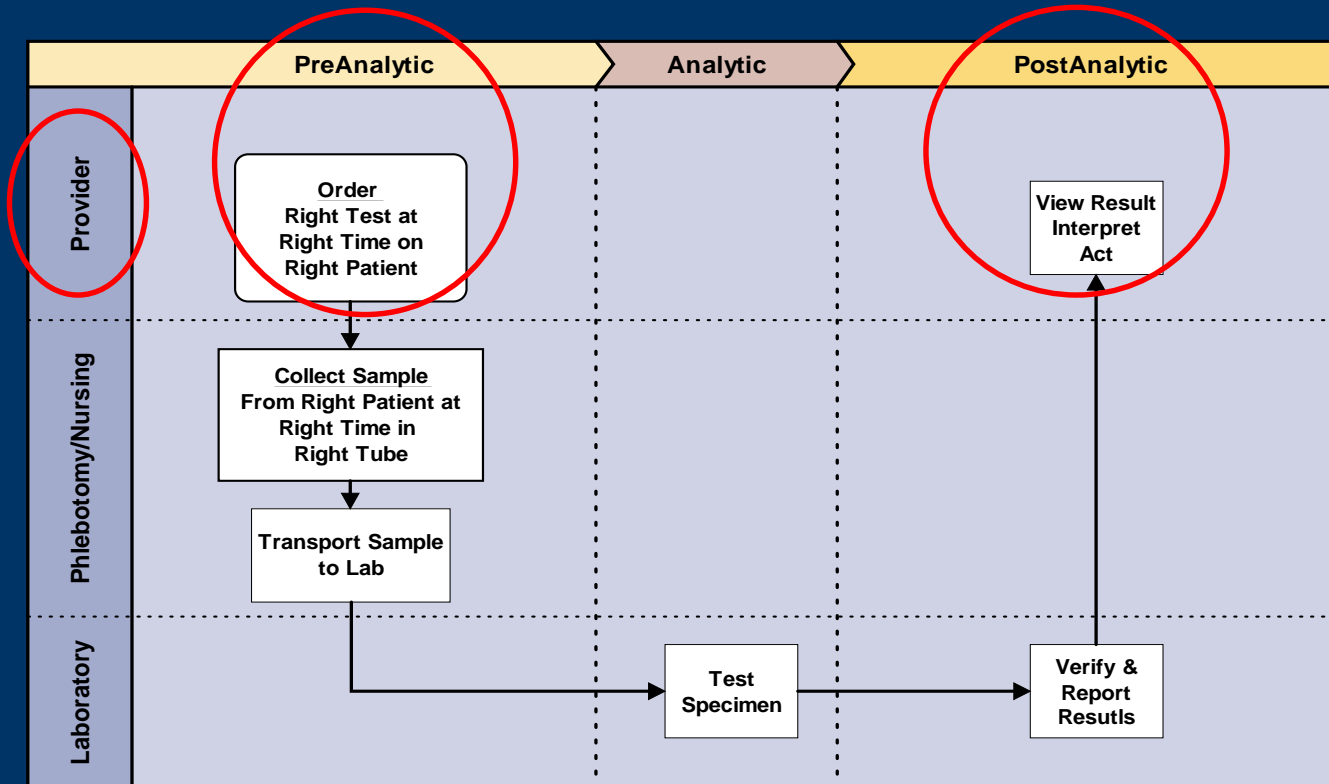 PreAnalytic
Analytic
PostAnalytic
Provider
Order
Right Test at
Right Time on
Right Patient
View Result
Interpret
Act
Phlebotomy/Nursing
Collect Sample
From Right Patient at
Right Time in
Right Tube
Transport Sample
to Lab
Laboratory
Test
Specimen
Verify &
Report
Resutls